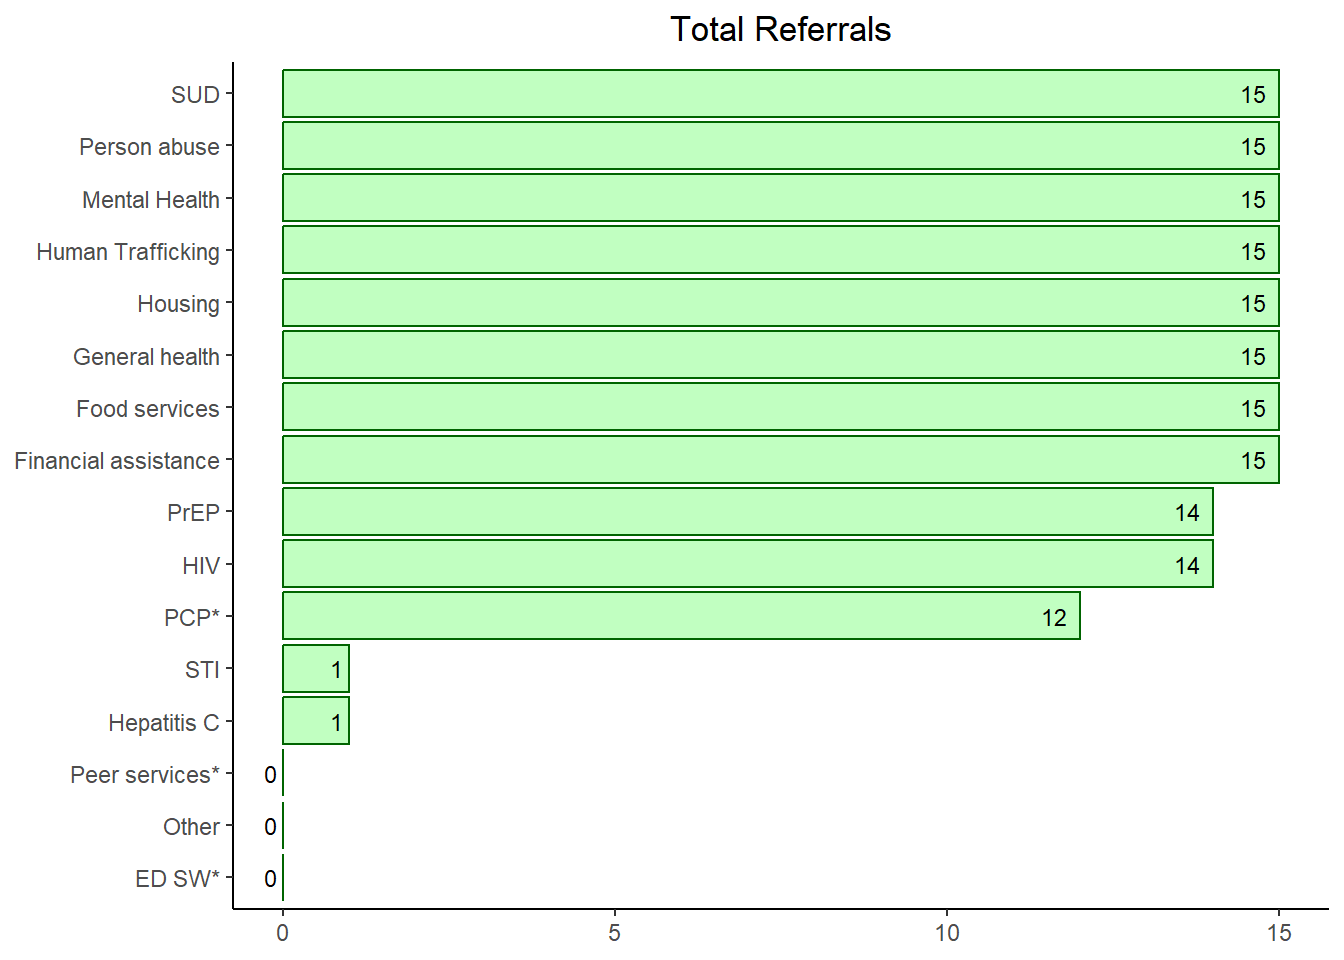 Total Referrals
SUD 15
Person abuse 15
Mental Health 15
Human Trafficking 15
Housing 15
General health 15
Food services 15
Financial assistance 15
PrEP 14
HIV 14
PCP* 12
STI 1
Hepatitis C 1
Peer services* 0
Other 0
ED SW* 0
0 5 10 15